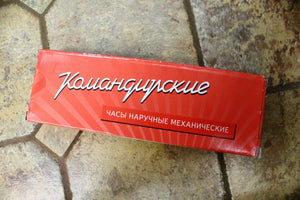 Командирские
ЧАСЫ НАРУЧНЫЕ МЕХАНИЧЕСКИЕ